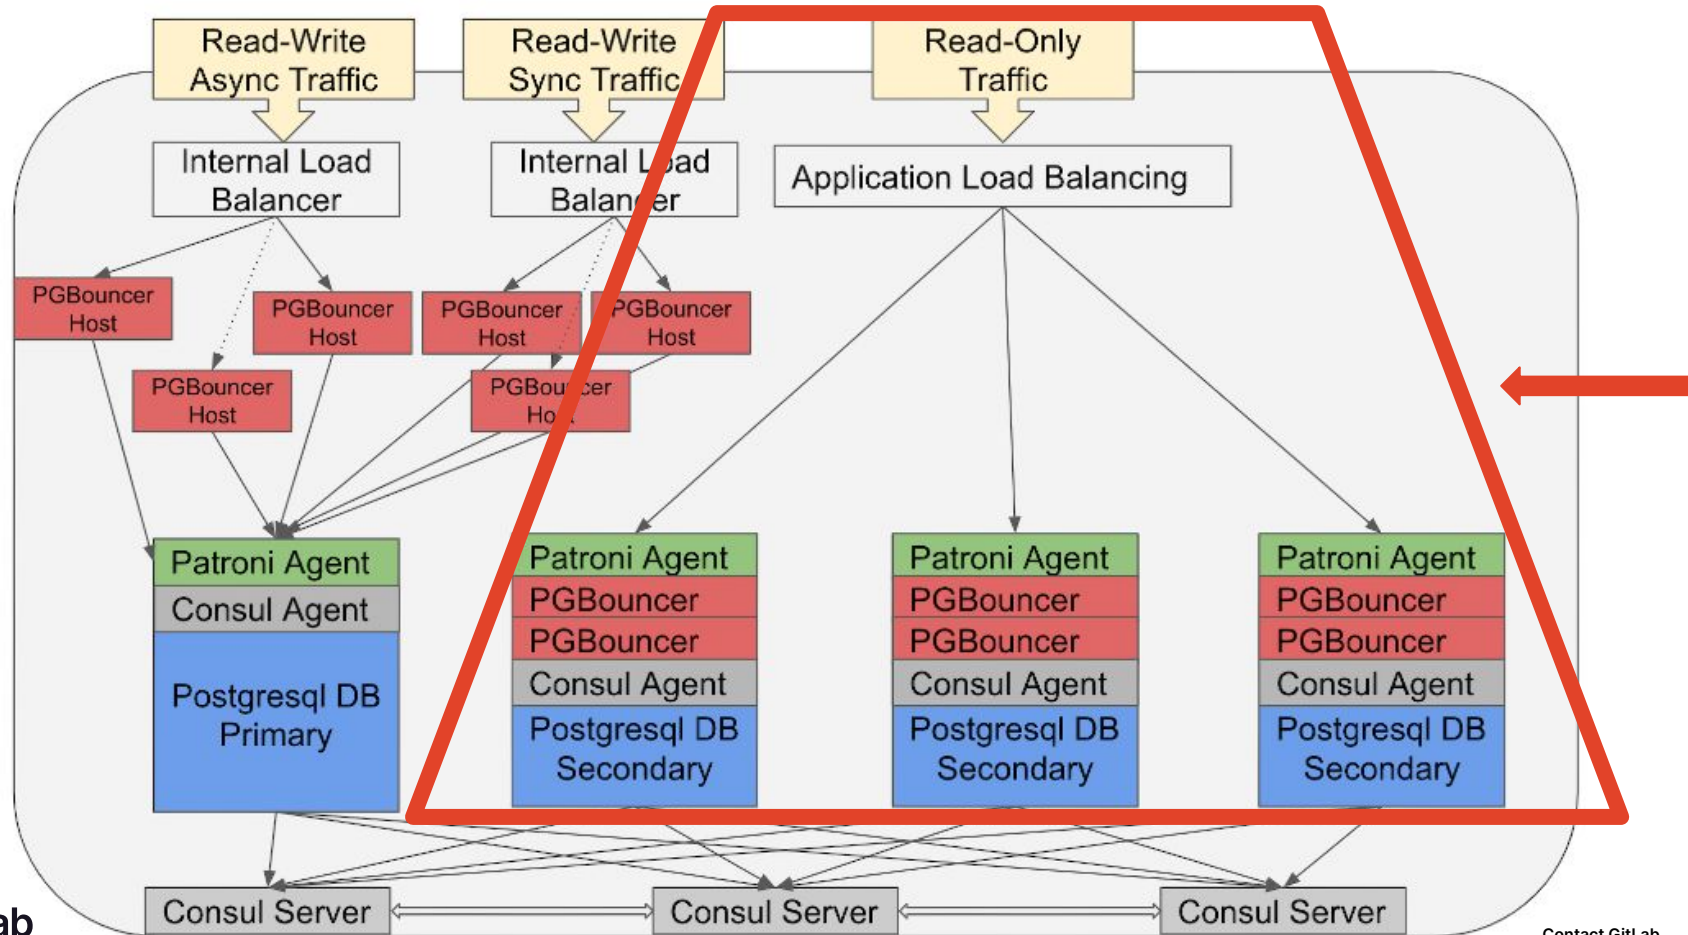 Read-Write
Async Traffic
Read-Write
Sync Traffic
Read-Only
Traffic
Internal Load
Balancer
Internal Load
Balancer
Application Load Balancing
PGBouncer
Host
PGBouncer
Host
PGBouncer
Host
PGBouncer
Host
PGBouncer
Host
PGBouncer
Host
Patroni Agent
Consul Agent
Postgresql DB
Primary
Patroni Agent
PGBouncer
PGBouncer
Consul Agent
Postgresql DB
Secondary
Patroni Agent
PGBouncer
PGBouncer
Consul Agent
Postgresql DB
Secondary
Patroni Agent
PGBouncer
PGBouncer
Consul Agent
Postgresql DB
Secondary
Consul Server
Consul Server
Consul Server
ab
Contact GitLab